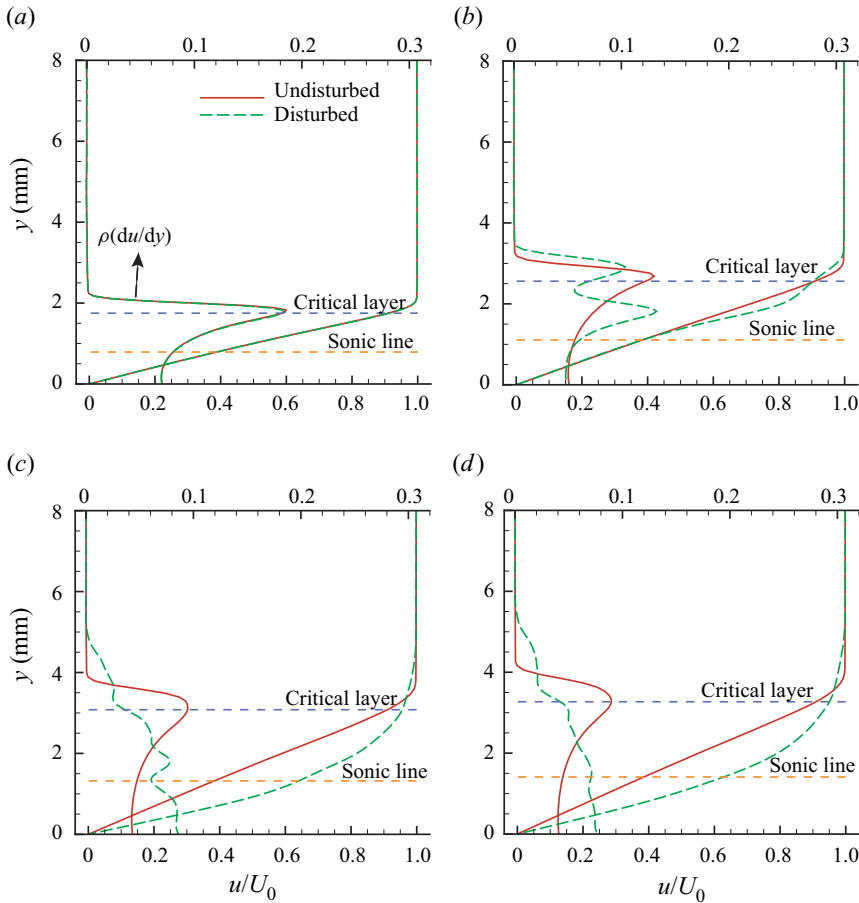 (a) (b)
0 0.1 0.2 0.3 0 0.1 0.2 0.3
8 8
Undisturbed
Disturbed
6 6
y (mm) y (mm)
4 4
ρ(du/dy)
Critical layer
Critical layer
2 2
Sonic line
Sonic line
0 0
0 0.2 0.4 0.6 0.8 1.0 0 0.2 0.4 0.6 0.8 1.0
(c) (d)
0 0.1 0.2 0.3 0 0.1 0.2 0.3
8 8
6 6
y (mm) y (mm)
4 4
Critical layer Critical layer
2 2
Sonic line Sonic line
0 0
0 0.2 0.4 0.6 0.8 1.0 0 0.2 0.4 0.6 0.8 1.0
u/U0 u/U0